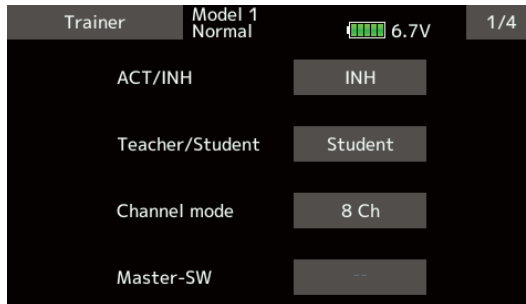 Trainer
Model 1
Normal
6.7V
1/4
ACT/INH INH
Teacher/Student Student
Channel mode 8 Ch
Master-SW --